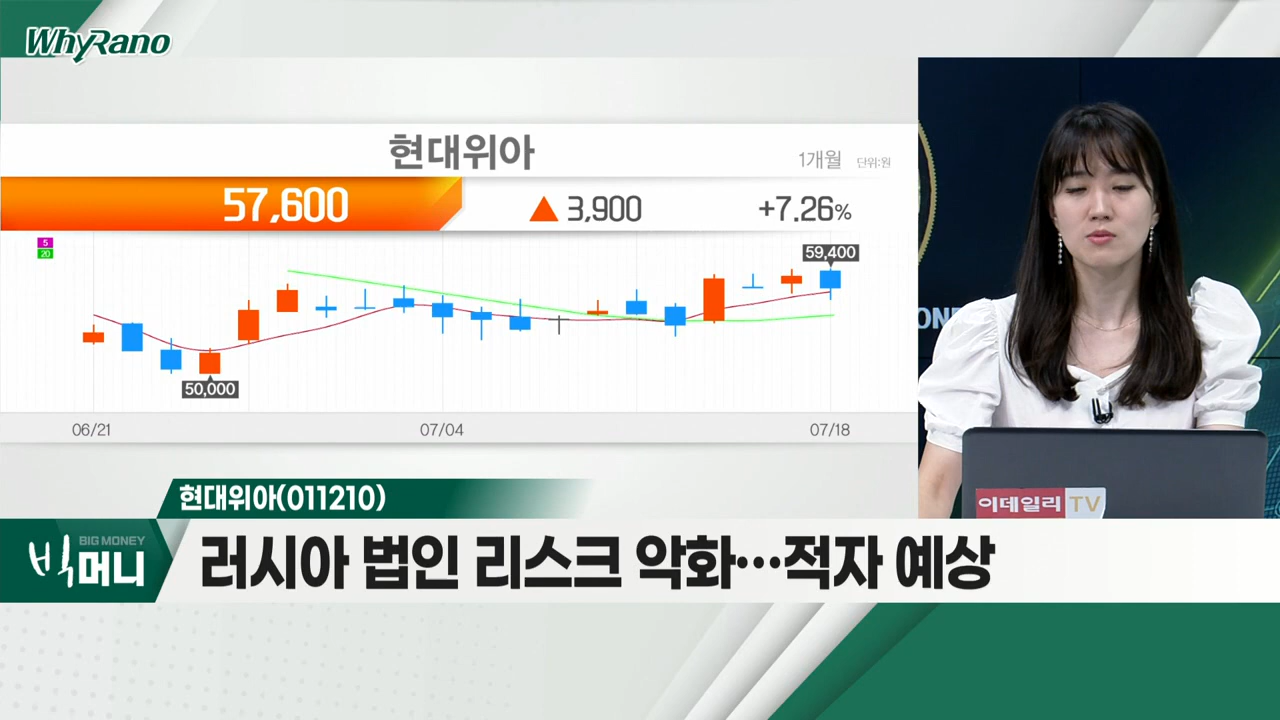 WhyRano
현대위아
1개월 단위:원
57,600 ▲ 3,900 +7.26%
5
20
59,400
50,000
06/21 07/04 07/18
이데일리 TV
현대위아(011210)
BIG MONEY
빅머니
러시아 법인 리스크 악화…적자 예상